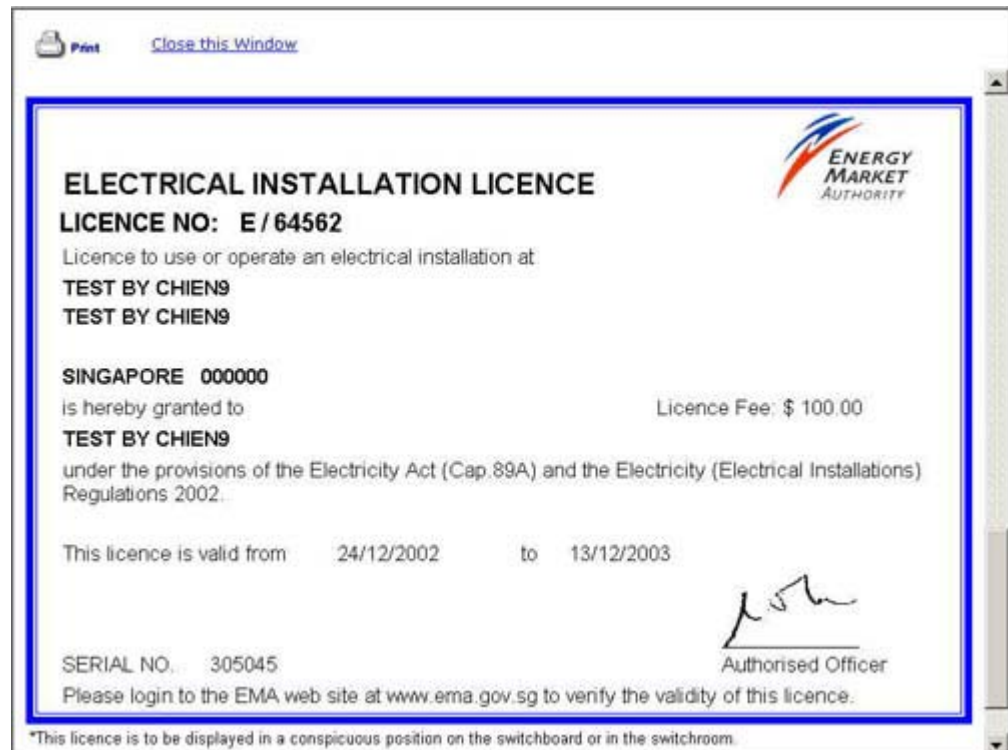 Print Close this Window
ENERGY
MARKET
AUTHORITY
ELECTRICAL INSTALLATION LICENCE
LICENCE NO: E / 64562
Licence to use or operate an electrical installation at
TEST BY CHIEN9
TEST BY CHIEN9
SINGAPORE 000000
is hereby granted to Licence Fee: $ 100.00
TEST BY CHIEN9
under the provisions of the Electricity Act (Cap.89A) and the Electricity (Electrical Installations)
Regulations 2002.
This licence is valid from 24/12/2002 to 13/12/2003
SERIAL NO. 305045 Authorised Officer
Please login to the EMA web site at www.ema.gov.sg to verify the validity of this licence.
*This licence is to be displayed in a conspicuous position on the switchboard or in the switchroom.